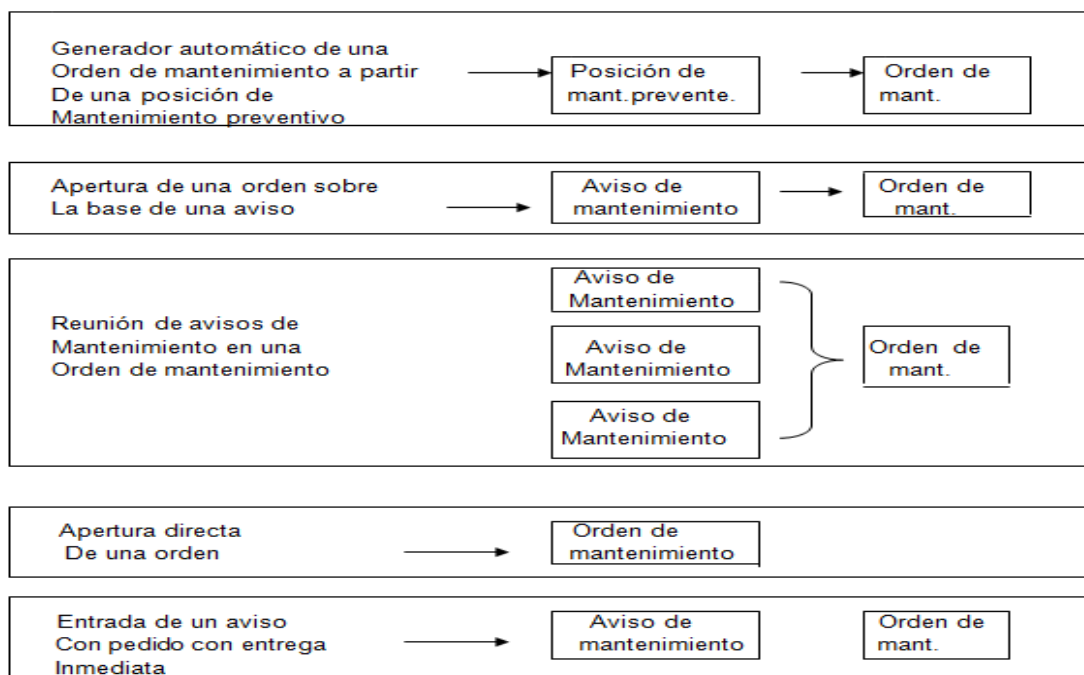 Generador automático de una
Orden de mantenimiento a partir
De una posición de
Mantenimiento preventivo
Posición de
mant.prevente.
Orden de
mant.
Apertura de una orden sobre
La base de una aviso
Aviso de
mantenimiento
Orden de
mant.
Reunión de avisos de
Mantenimiento en una
Orden de mantenimiento
Aviso de
Mantenimiento
Aviso de
Mantenimiento
Aviso de
Mantenimiento
Orden de
mant.
Apertura directa
De una orden
Orden de
mantenimiento
Entrada de un aviso
Con pedido con entrega
Inmediata
Aviso de
mantenimiento
Orden de
mant.